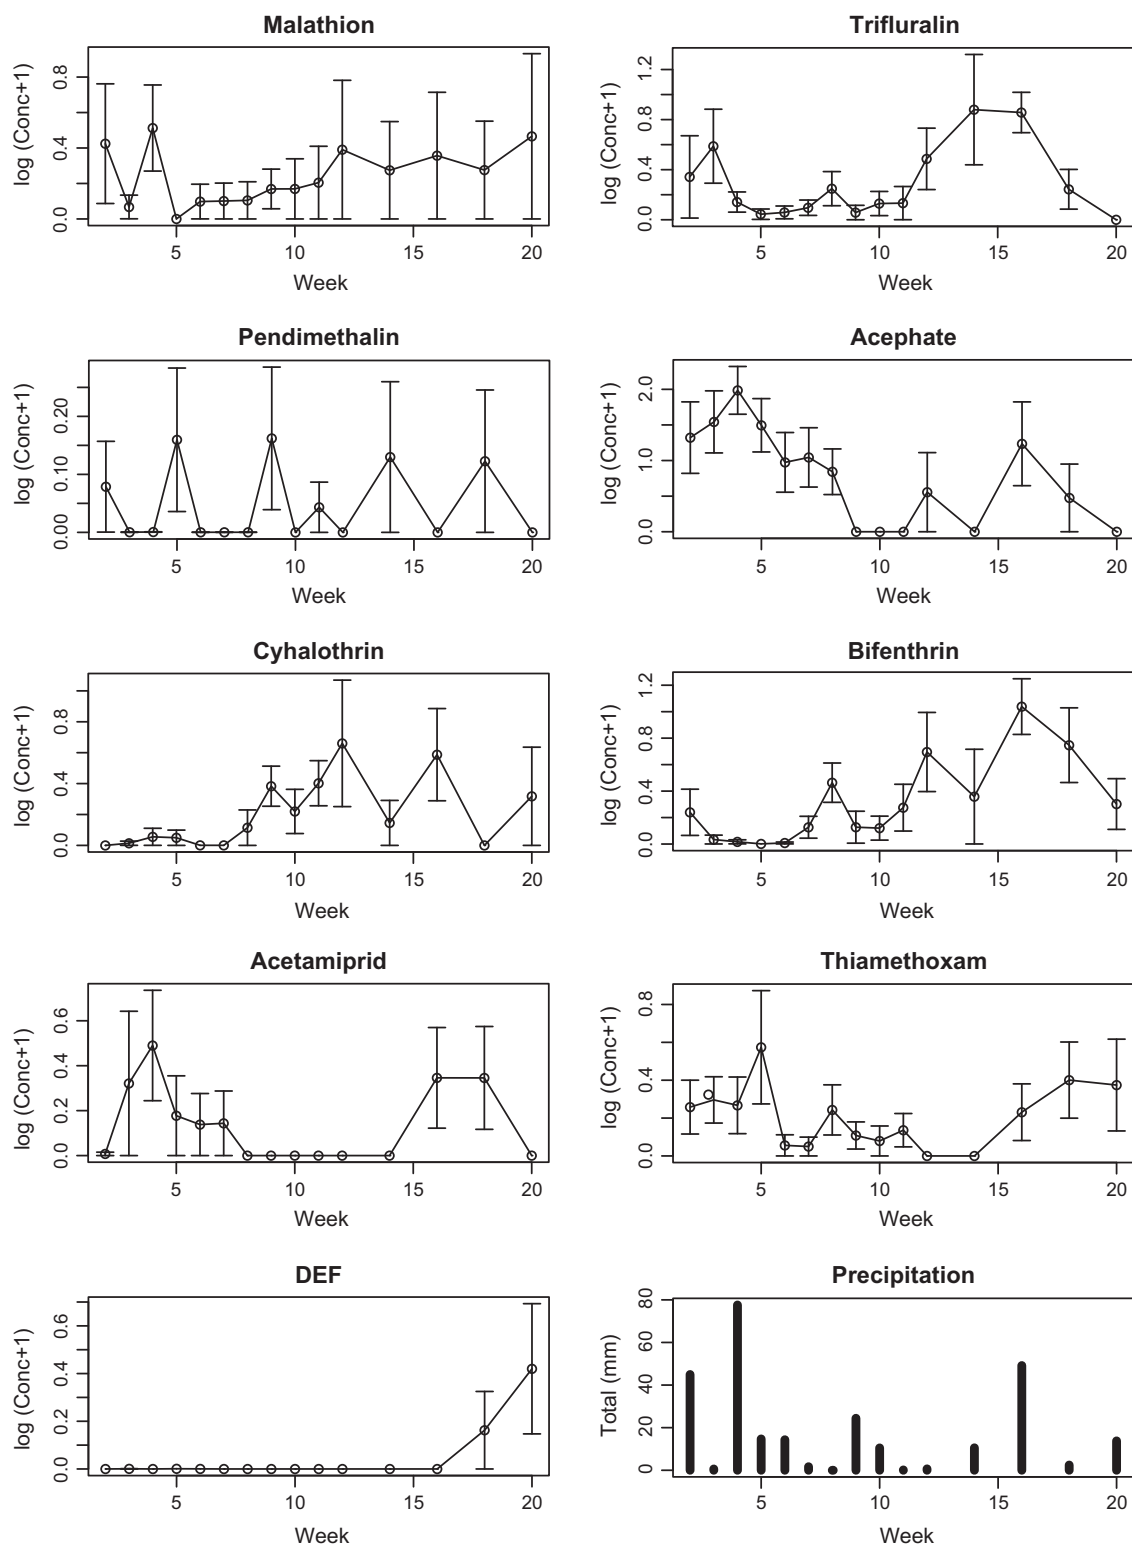 Malathion
log (Conc+1)
0.8
0.4
0.0
5 10 15 20
Week
Trifluralin
log (Conc+1)
1.2
0.8
0.4
0.0
5 10 15 20
Week
Pendimethalin
log (Conc+1)
0.20
0.10
0.00
5 10 15 20
Week
Acephate
log (Conc+1)
2.0
1.0
0.0
5 10 15 20
Week
Cyhalothrin
log (Conc+1)
0.8
0.4
0.0
5 10 15 20
Week
Bifenthrin
log (Conc+1)
1.2
0.8
0.4
0.0
5 10 15 20
Week
Acetamiprid
log (Conc+1)
0.6
0.4
0.2
0.0
5 10 15 20
Week
Thiamethoxam
log (Conc+1)
0.8
0.4
0.0
5 10 15 20
Week
DEF
log (Conc+1)
0.6
0.4
0.2
0.0
5 10 15 20
Week
Precipitation
Total (mm)
80
60
40
20
0
5 10 15 20
Week